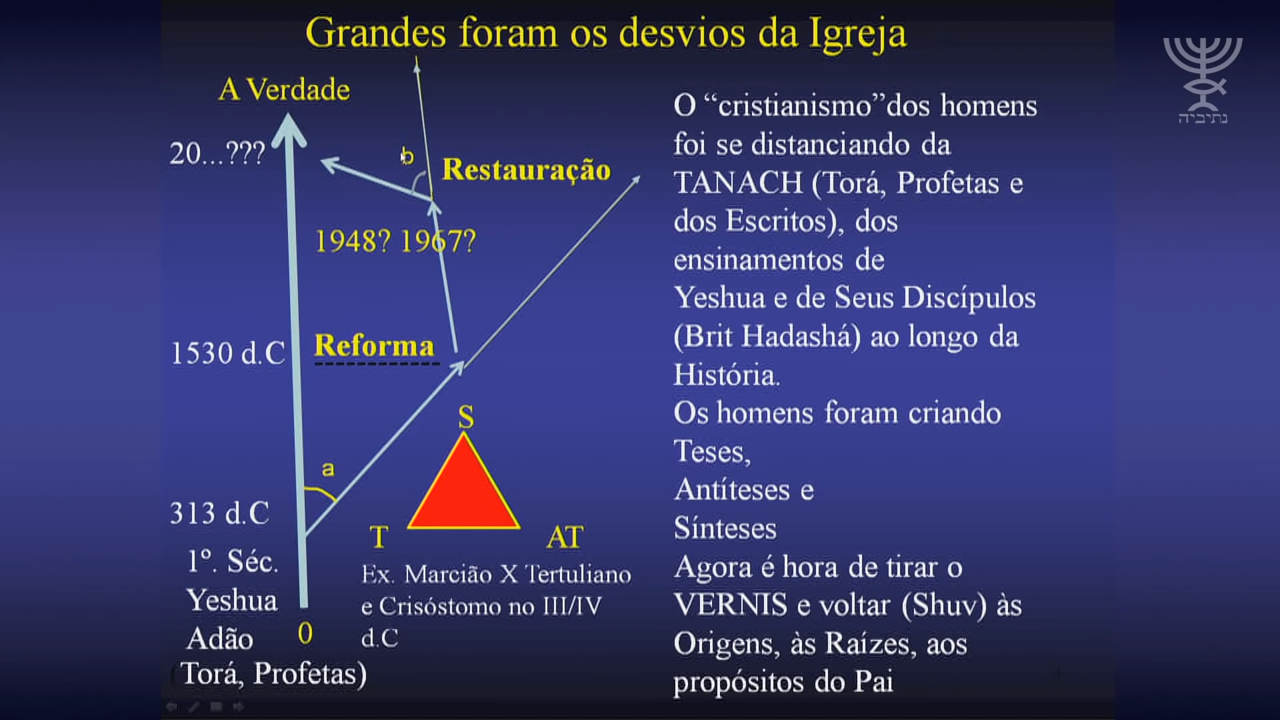 Grandes foram os desvios da Igreja
A Verdade
20...???
b
Restauração
1948? 1967?
1530 d.C
Reforma
S
a
313 d.C
T
AT
1º. Séc.
Yeshua
Adão
0
(Torá, Profetas)
Ex. Marcião X Tertuliano
e Crisóstomo no III/IV
d.C
O “cristianismo”dos homens
foi se distanciando da
TANACH (Torá, Profetas e
dos Escritos), dos
ensinamentos de
Yeshua e de Seus Discípulos
(Brit Hadashá) ao longo da
História.
Os homens foram criando
Teses,
Antíteses e
Sínteses
Agora é hora de tirar o
VERNIS e voltar (Shuv) às
Origens, às Raízes, aos
propósitos do Pai
נתיביה